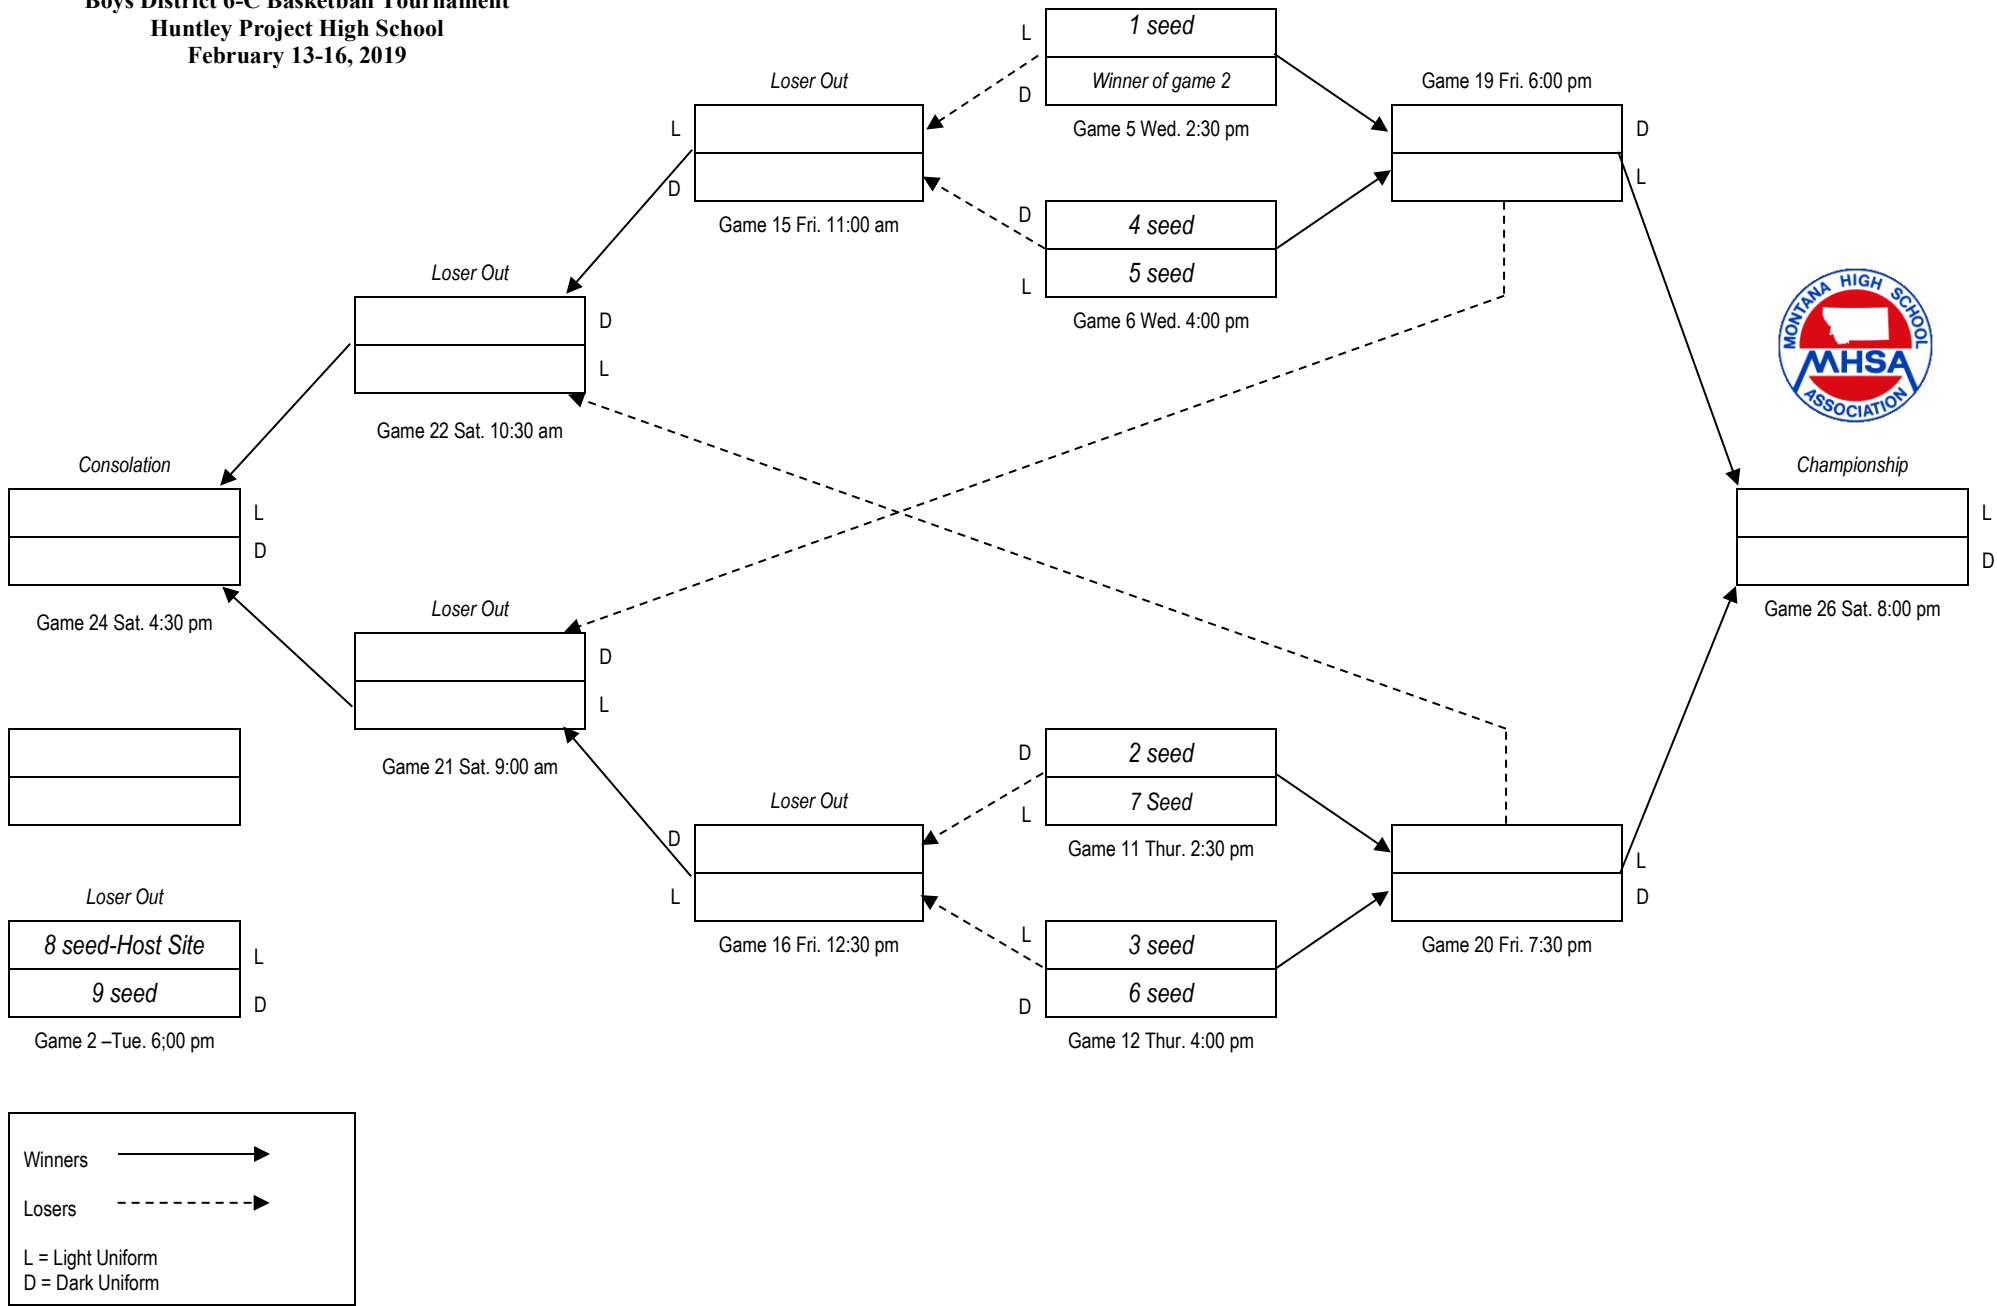 Boys District 6-C Basketball Tournament
Huntley Project High School
February 13-16, 2019
L
1 seed
Winner of game 2
D
Game 5 Wed. 2:30 pm
Loser Out
L
D
Game 15 Fri. 11:00 am
Game 19 Fri. 6:00 pm
D
L
D
4 seed
5 seed
L
Game 6 Wed. 4:00 pm
Loser Out
D
L
Game 22 Sat. 10:30 am
MONTANA HIGH SCHOOL
MHSA
ASSOCIATION
Consolation
L
D
Game 24 Sat. 4:30 pm
Championship
L
D
Game 26 Sat. 8:00 pm
Loser Out
D
L
Game 21 Sat. 9:00 am
D
2 seed
7 Seed
L
Game 11 Thur. 2:30 pm
Loser Out
D
L
Game 16 Fri. 12:30 pm
L
D
Game 20 Fri. 7:30 pm
L
3 seed
6 seed
D
Game 12 Thur. 4:00 pm
Loser Out
8 seed-Host Site
L
9 seed
D
Game 2 –Tue. 6;00 pm
Winners
Losers
L = Light Uniform
D = Dark Uniform